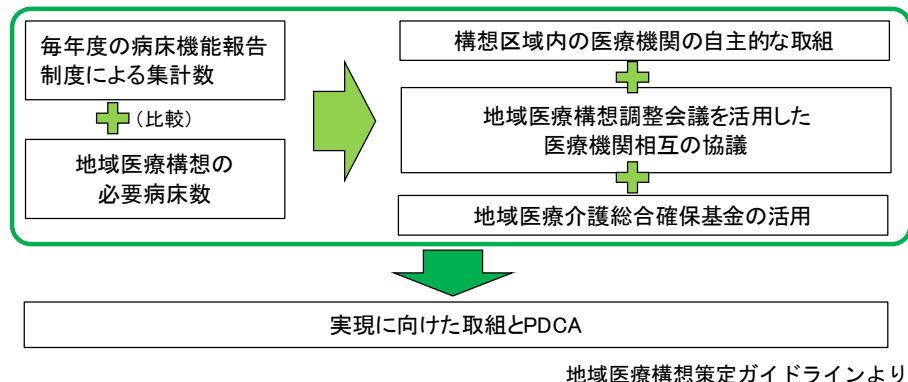 毎年度の病床機能報告
制度による集計数
(比較)
地域医療構想の
必要病床数
構想区域内の医療機関の自主的な取組
地域医療構想調整会議を活用した
医療機関相互の協議
地域医療介護総合確保基金の活用
実現に向けた取組とPDCA
地域医療構想策定ガイドラインより